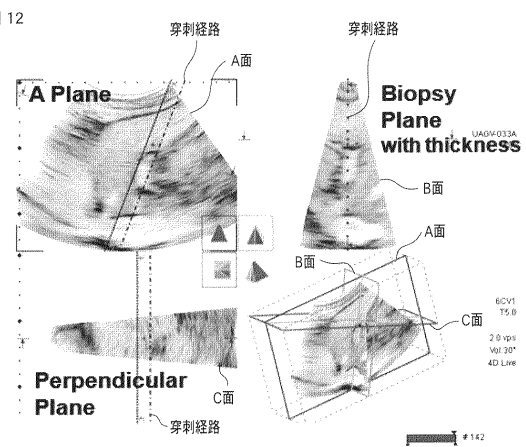 12
穿刺経路
A面
A Plane
穿刺経路
Biopsy
Plane
with thickness
UAGV-033A
B面
A面
B面
C面
6CV1
T5.0
2.0 vps
Vol.30°
4D Live
Perpendicular
Plane
C面
穿刺経路
#142